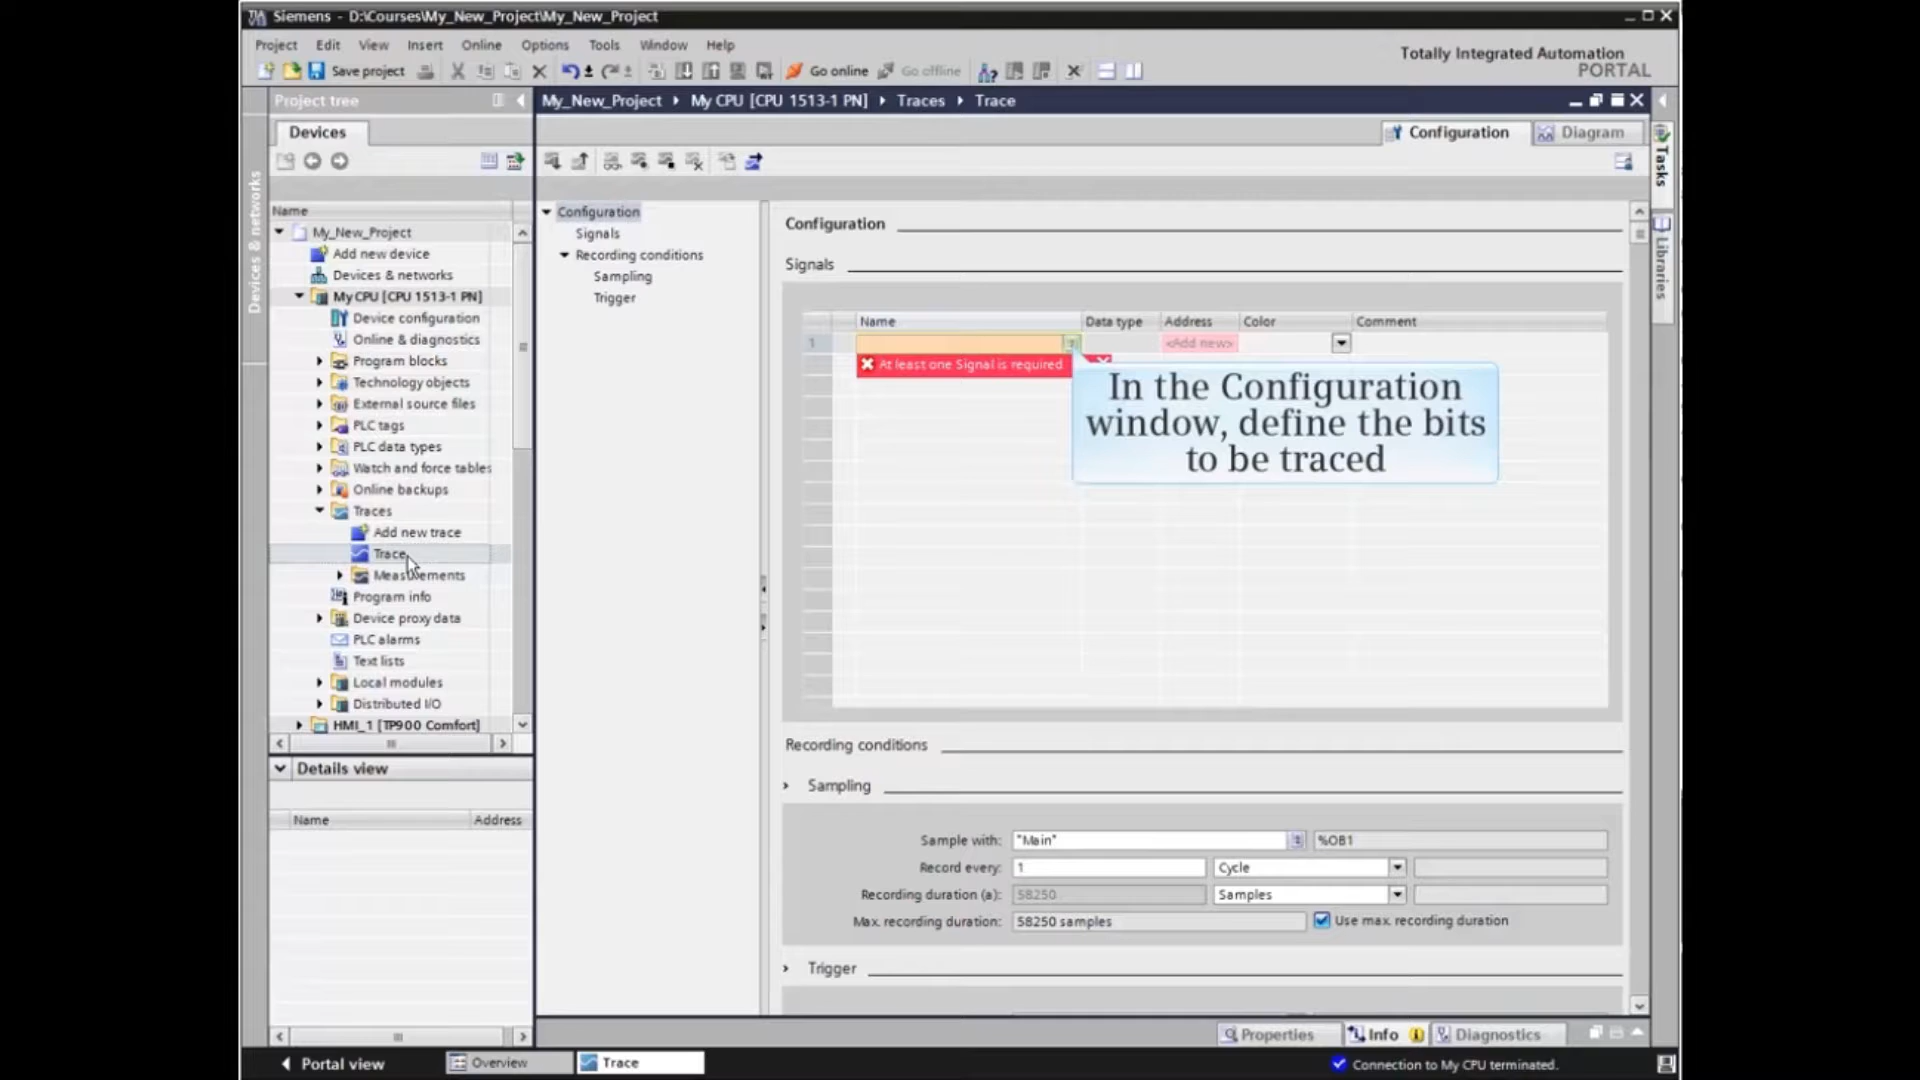 Siemens - D:\Courses\My_New_Project\My_New_Project
Project Edit View Insert Online Options Tools Window Help
Totally Integrated Automation
PORTAL
Save project Go online Go offline
Project tree
My_New_Project My CPU [CPU 1513-1 PN] Traces Trace
Devices
Configuration Diagram
Name
My_New_Project
Add new device
Devices & networks
My CPU [CPU 1513-1 PN]
Device configuration
Online & diagnostics
Program blocks
Technology objects
External source files
PLC tags
PLC data types
Watch and force tables
Online backups
Traces
Add new trace
Trace
Measurements
Program info
Device proxy data
PLC alarms
Text lists
Local modules
Distributed I/O
HMI_1 [TP900 Comfort]
Details view
Name Address
Devices & networks
Configuration
Signals
Recording conditions
Sampling
Trigger
Configuration
Signals
Name Data type Address Color Comment
1 <Add new>
At least one Signal is required
In the Configuration
window, define the bits
to be traced
Recording conditions
Sampling
Sample with: "Main" %OB1
Record every: 1 Cycle
Recording duration (a): 58250 Samples
Max. recording duration: 58250 samples Use max. recording duration
Trigger
Tasks
Libraries
Properties Info Diagnostics
Portal view Overview Trace Connection to My CPU terminated.